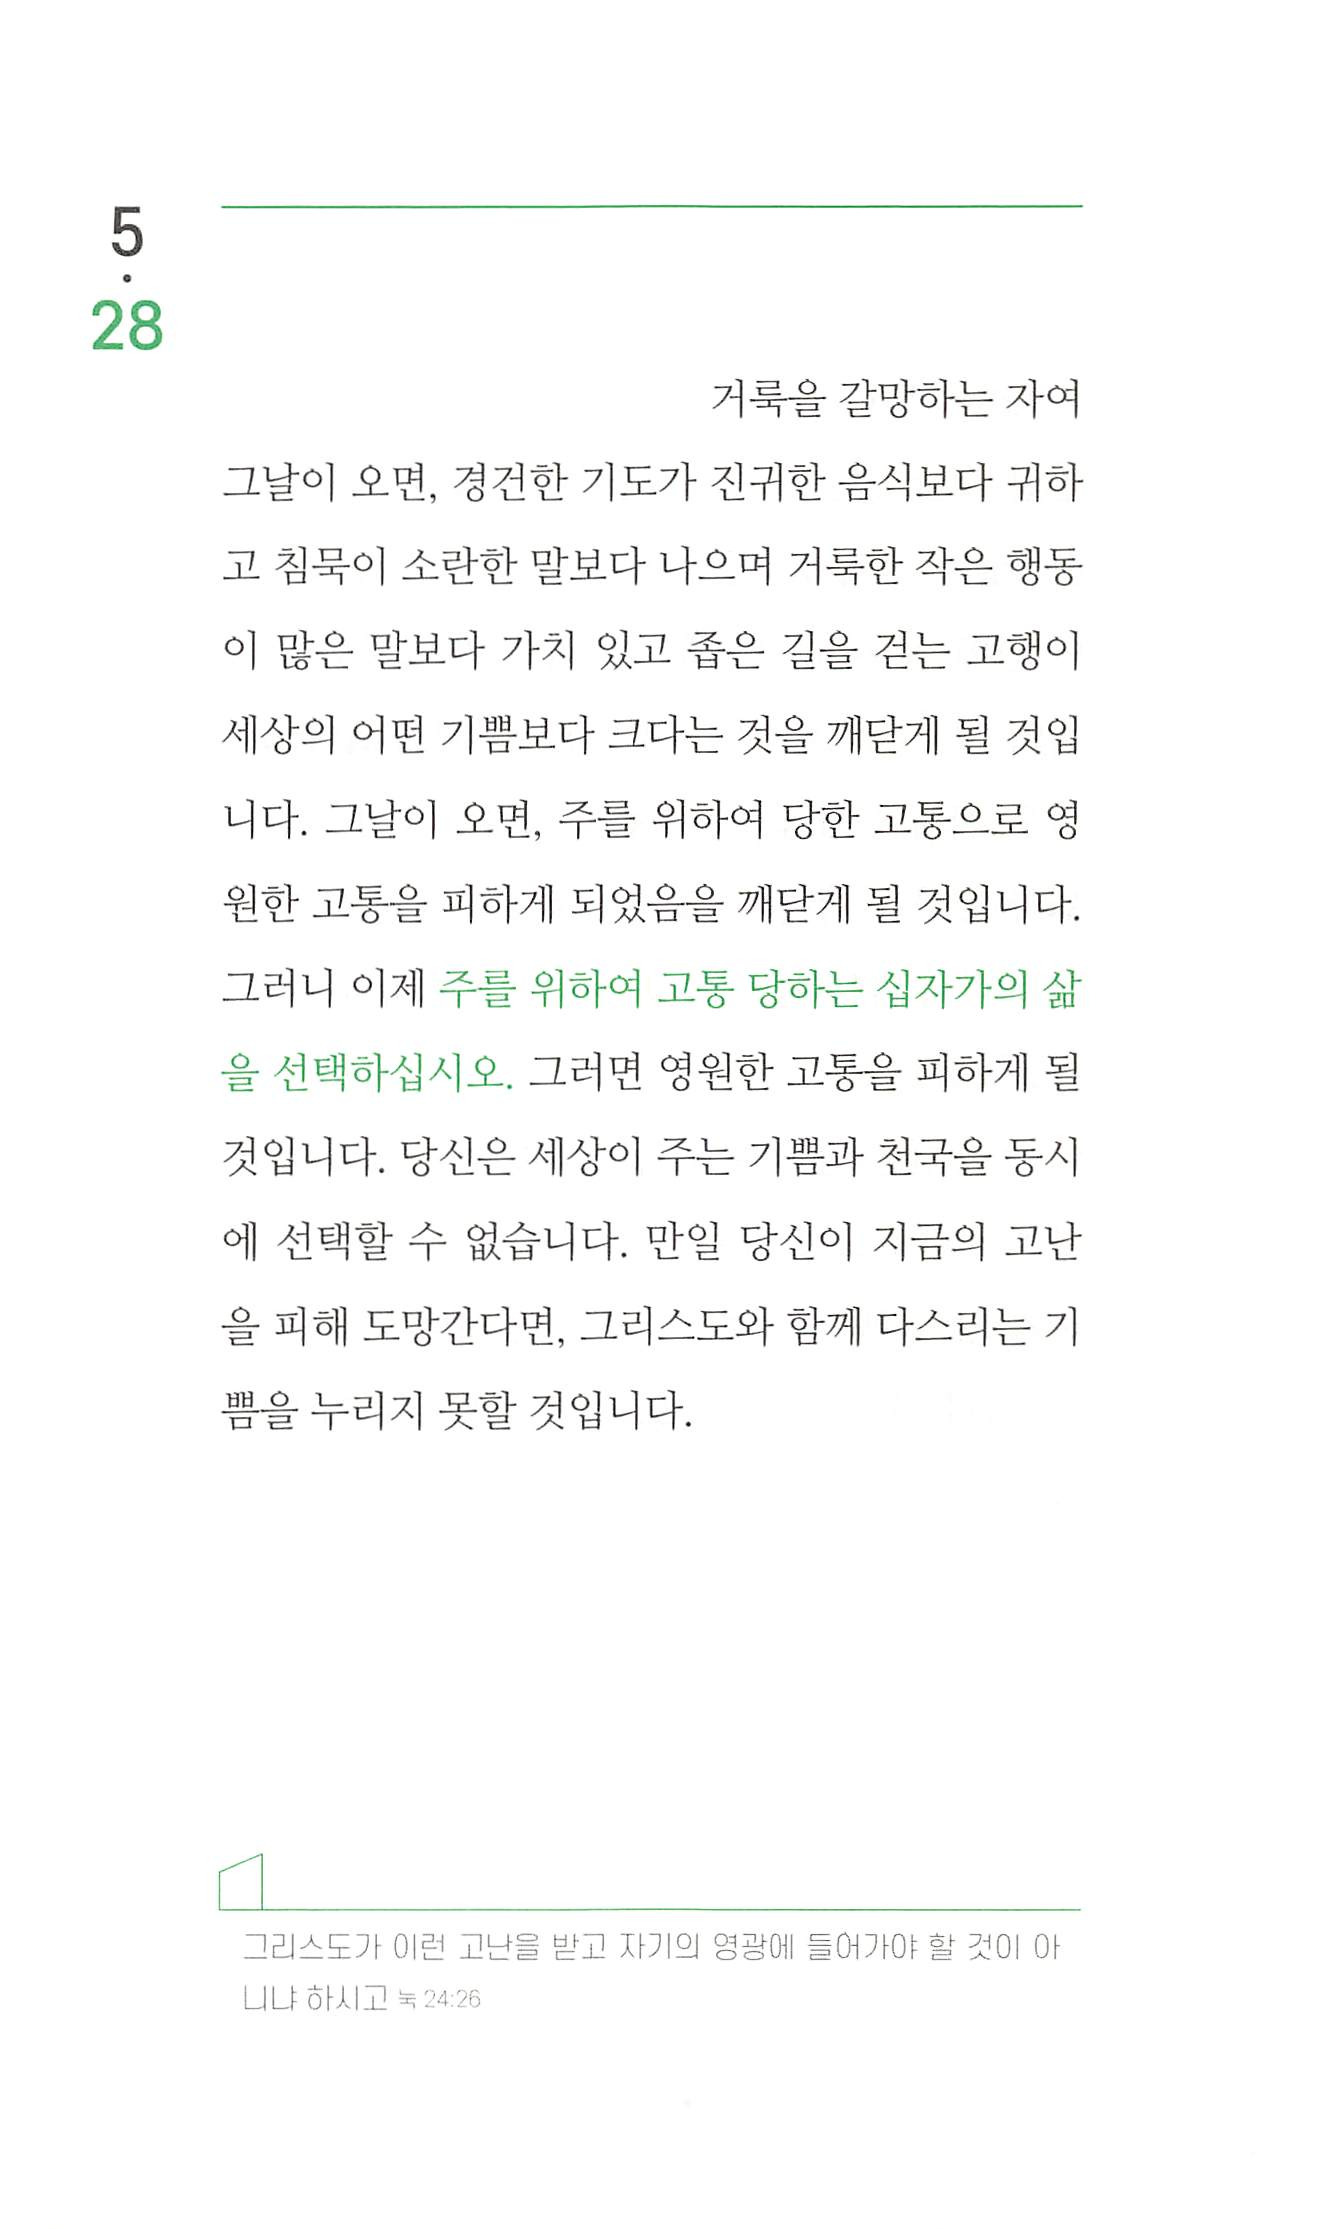 5
·
28
거룩을 갈망하는 자여
그날이 오면, 경건한 기도가 진귀한 음식보다 귀하
고 침묵이 소란한 말보다 나으며 거룩한 작은 행동
이 많은 말보다 가치 있고 좁은 길을 걷는 고행이
세상의 어떤 기쁨보다 크다는 것을 깨닫게 될 것입
니다. 그날이 오면, 주를 위하여 당한 고통으로 영
원한 고통을 피하게 되었음을 깨닫게 될 것입니다.
그러니 이제 주를 위하여 고통 당하는 십자가의 삶
을 선택하십시오. 그러면 영원한 고통을 피하게 될
것입니다. 당신은 세상이 주는 기쁨과 천국을 동시
에 선택할 수 없습니다. 만일 당신이 지금의 고난
을 피해 도망간다면, 그리스도와 함께 다스리는 기
쁨을 누리지 못할 것입니다.
그리스도가 이런 고난을 받고 자기의 영광에 들어가야 할 것이 아
니냐 하시고 눅 24:26